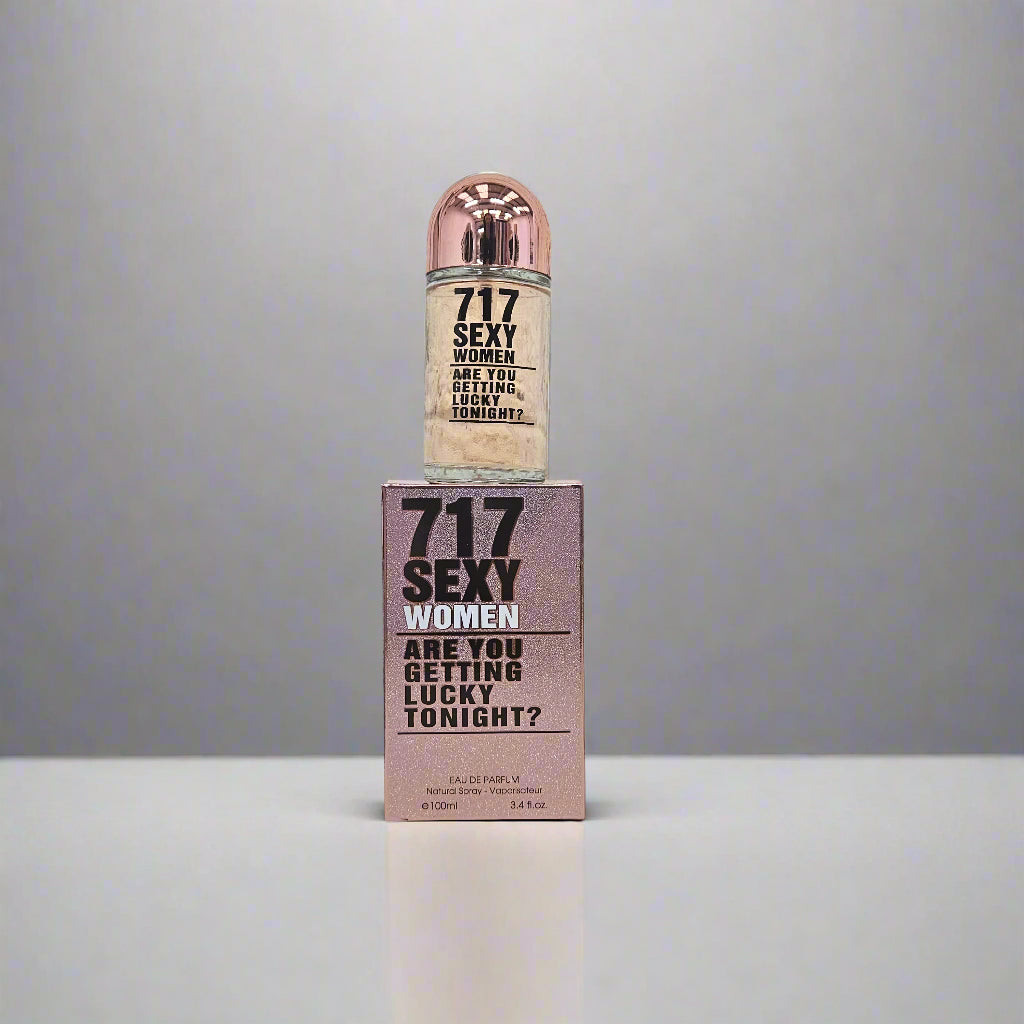 717
SEXY
WOMEN
ARE YOU
GETTING
LUCKY
TONIGHT?
717
SEXY
WOMEN
ARE YOU
GETTING
LUCKY
TONIGHT?
EAU DE PARFUM
Natural Spray - Vaporisateur
℮100ml 3.4 fl.oz.